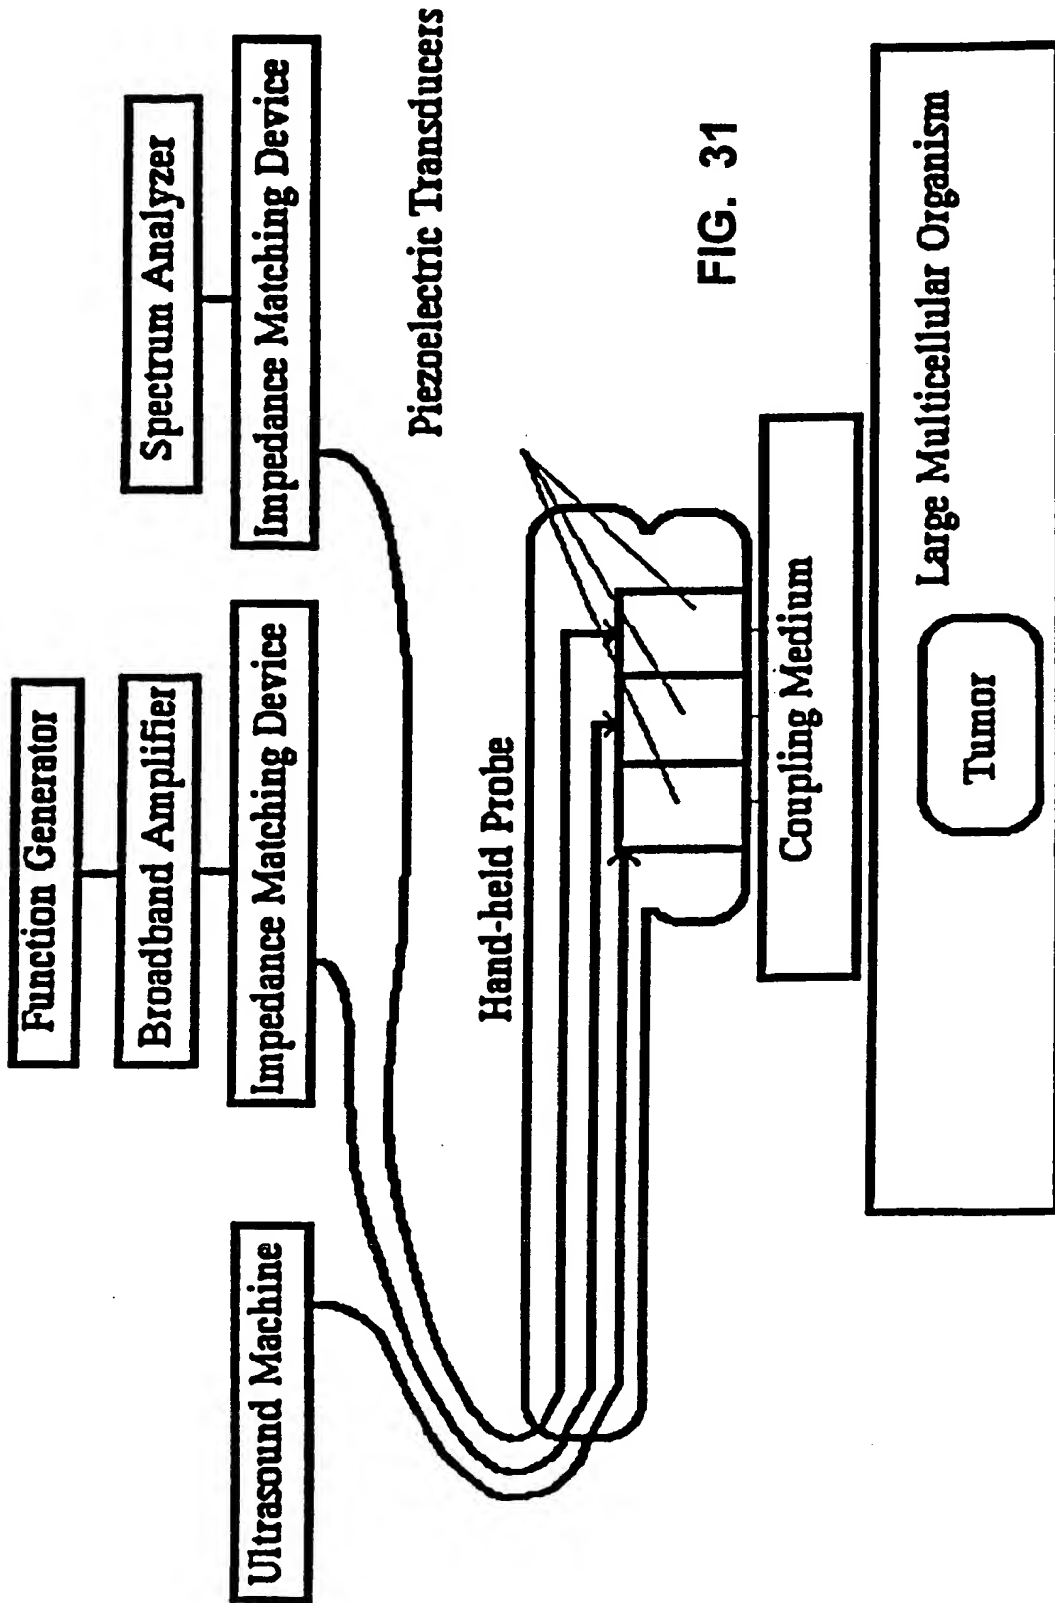 Function Generator
Broadband Amplifier
Spectrum Analyzer
Ultrasound Machine
Impedance Matching Device
Impedance Matching Device
Piezoelectric Transducers
Hand-held Probe
FIG. 31
Coupling Medium
Large Multicellular Organism
Tumor